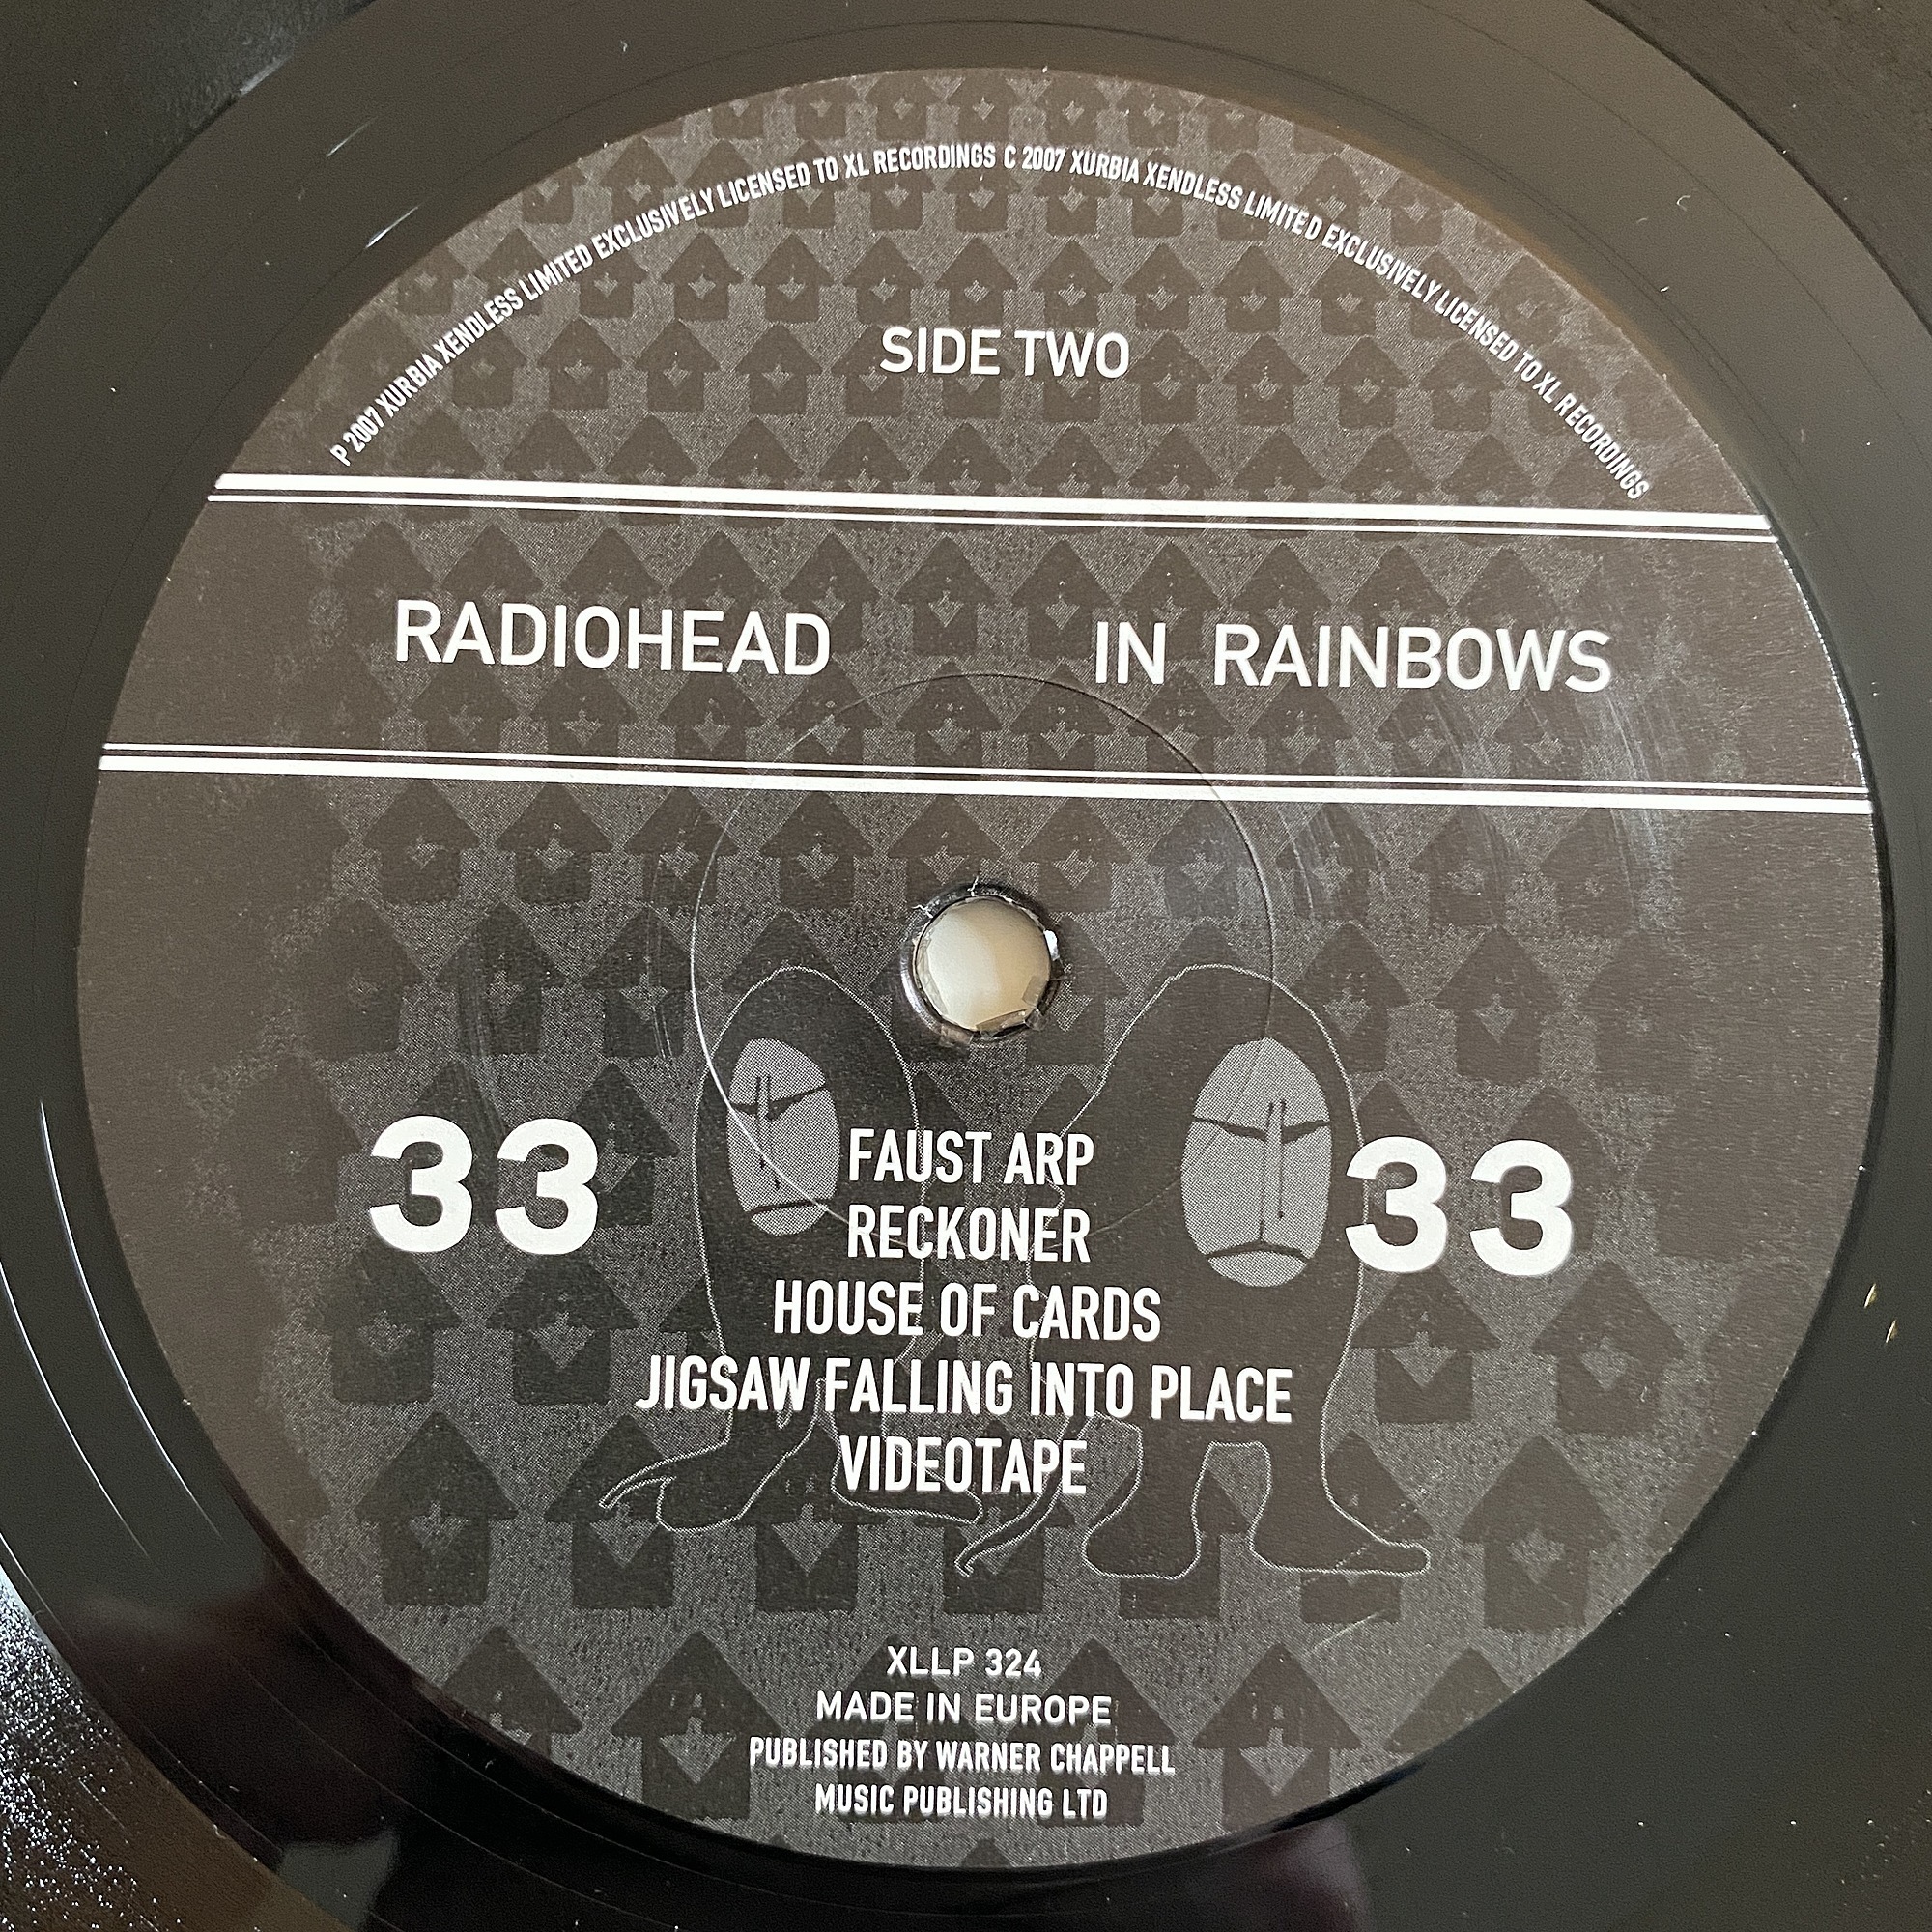 P 2007 XURBIA XENDLESS LIMITED EXCLUSIVELY LICENSED TO XL RECORDINGS C 2007 XURBIA XENDLESS LIMITED EXCLUSIVELY LICENSED TO XL RECORDINGS
SIDE TWO
RADIOHEAD IN RAINBOWS
33 33
FAUST ARP
RECKONER
HOUSE OF CARDS
JIGSAW FALLING INTO PLACE
VIDEOTAPE
XLLP 324
MADE IN EUROPE
PUBLISHED BY WARNER CHAPPELL
MUSIC PUBLISHING LTD